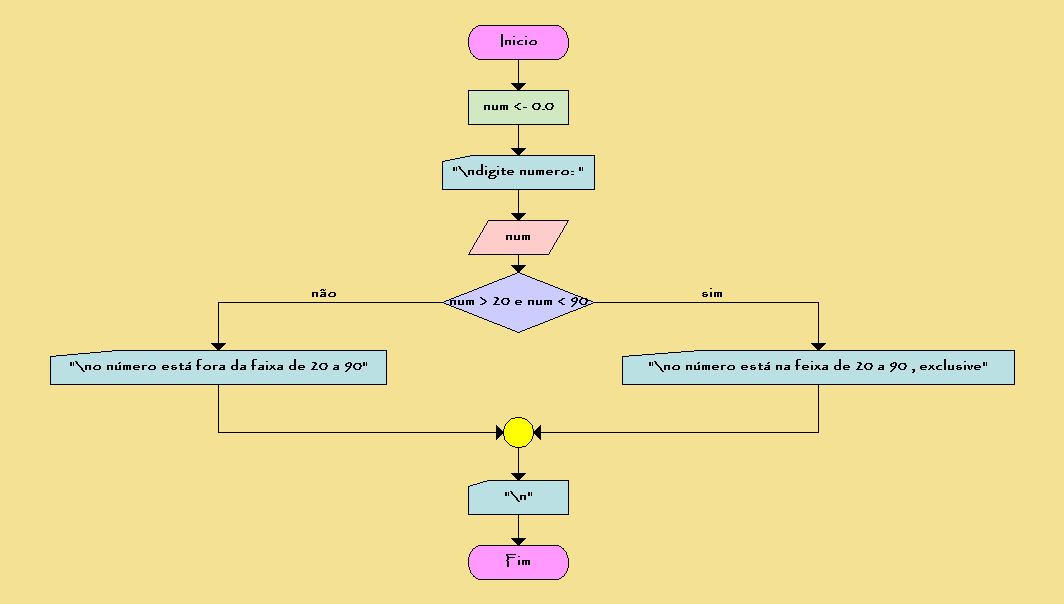 Inicio
num <- 0.0
"\ndigite numero: "
num
num > 20 e num < 90
não
sim
"\no número está fora da faixa de 20 a 90"
"\no número está na feixa de 20 a 90 , exclusive"
"\n"
Fim